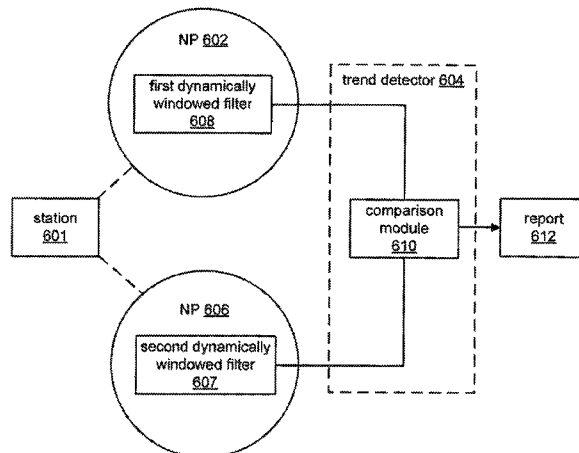 NP 602
first dynamically
windowed filter
608
trend detector 604
station
601
comparison
module
610
report
612
NP 606
second dynamically
windowed filter
607